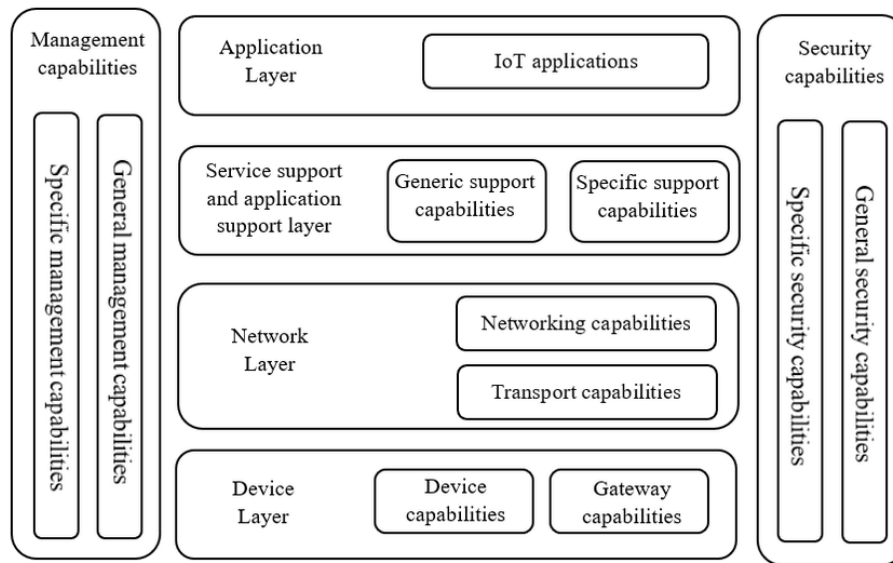 Management
capabilities
Specific management capabilities
General management capabilities
Application
Layer
IoT applications
Service support
and application
support layer
Generic support
capabilities
Specific support
capabilities
Network
Layer
Networking capabilities
Transport capabilities
Device
Layer
Device
capabilities
Gateway
capabilities
Security
capabilities
Specific security capabilities
General security capabilities